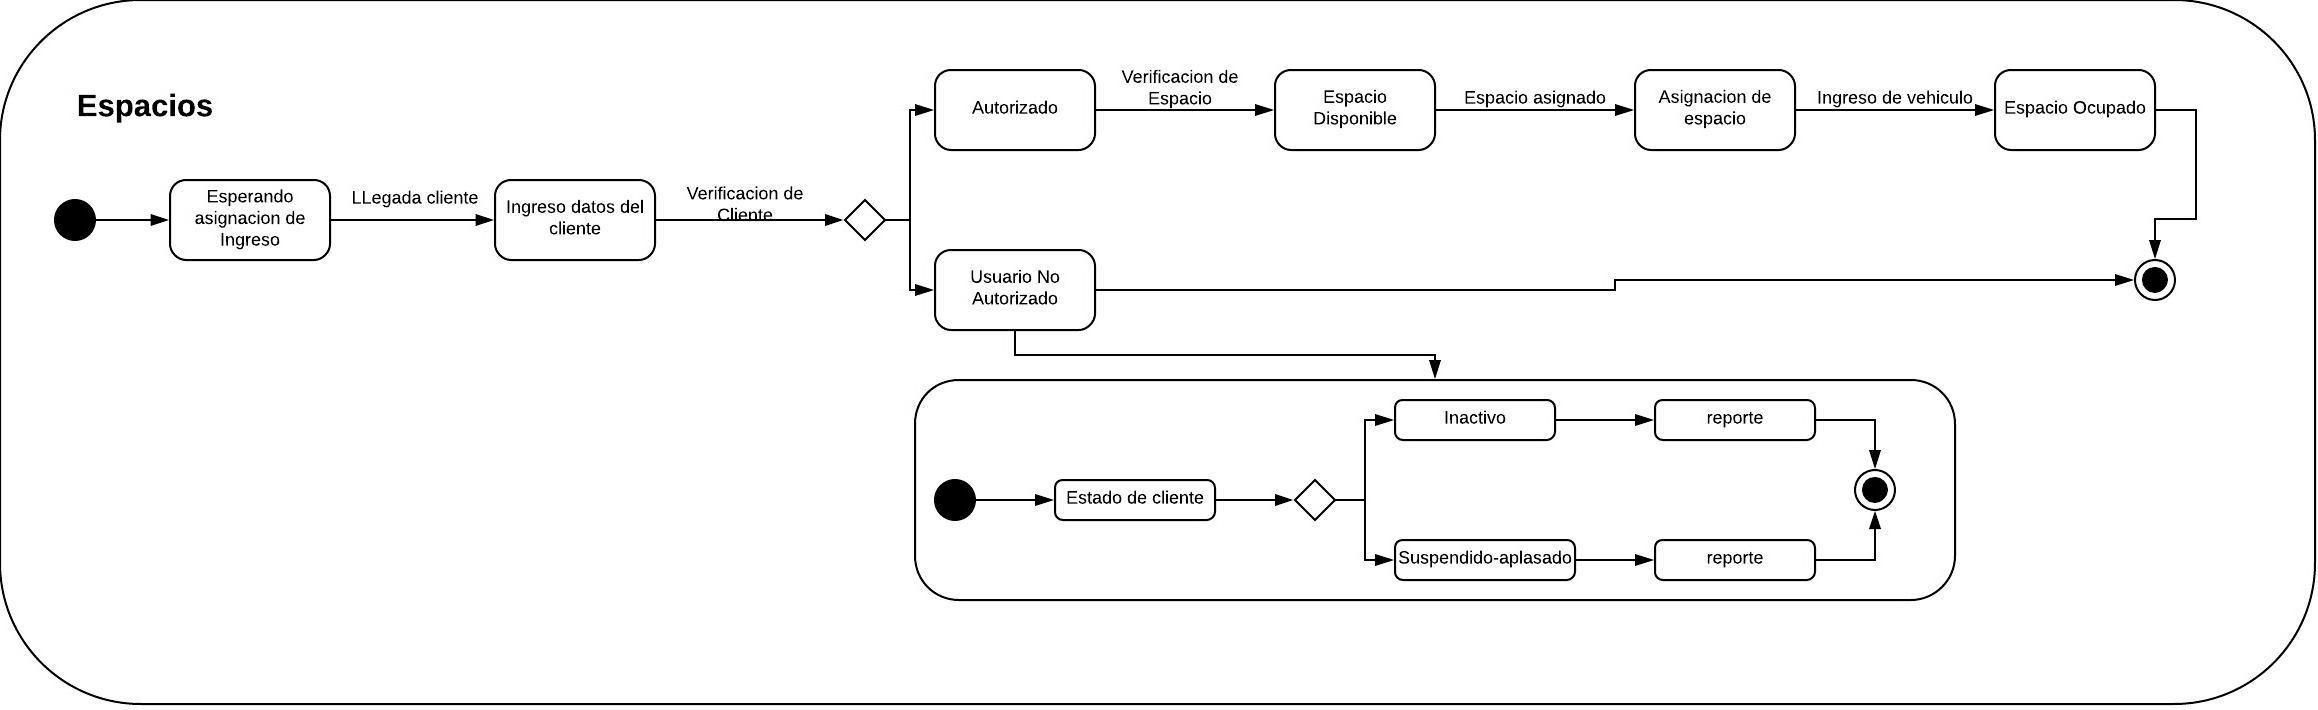 Espacios
Esperando
asignacion de
Ingreso
LLegada cliente
Ingreso datos del
cliente
Verificacion de
Cliente
Autorizado
Verificacion de
Espacio
Espacio
Disponible
Espacio asignado
Asignacion de
espacio
Ingreso de vehiculo
Espacio Ocupado
Usuario No
Autorizado
Estado de cliente
Inactivo
reporte
Suspendido-aplasado
reporte